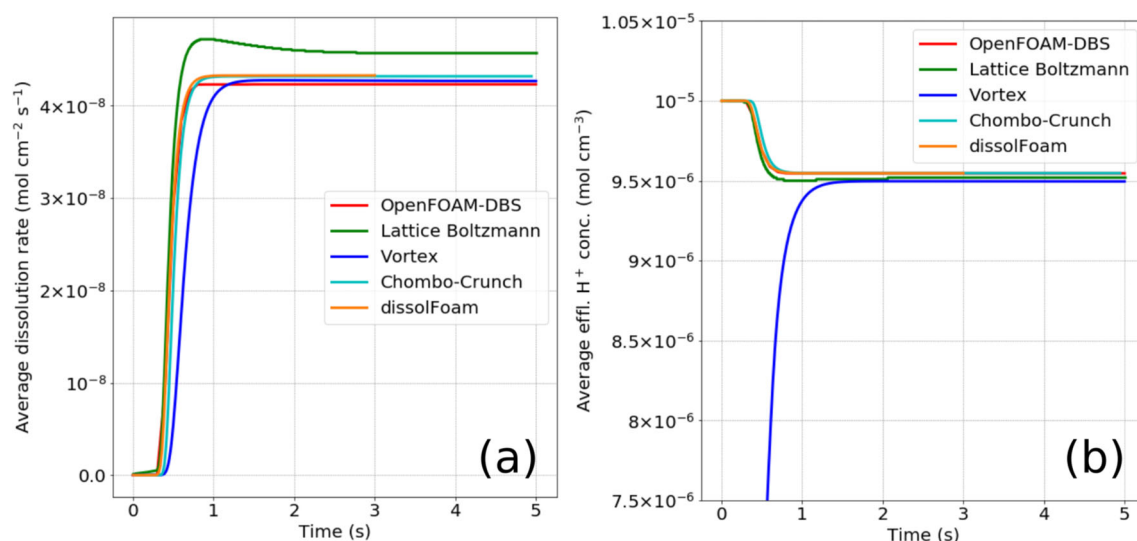 Average dissolution rate (mol cm⁻² s⁻¹)
4×10⁻⁸
3×10⁻⁸
2×10⁻⁸
10⁻⁸
0.0
OpenFOAM-DBS
Lattice Boltzmann
Vortex
Chombo-Crunch
dissolFoam
(a)
0 1 2 3 4 5
Time (s)
Average effl. H⁺ conc. (mol cm⁻³)
1.05×10⁻⁵
10⁻⁵
9.5×10⁻⁶
9×10⁻⁶
8.5×10⁻⁶
8×10⁻⁶
7.5×10⁻⁶
OpenFOAM-DBS
Lattice Boltzmann
Vortex
Chombo-Crunch
dissolFoam
(b)
0 1 2 3 4 5
Time (s)